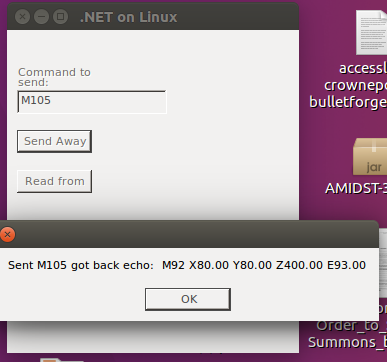 .NET on Linux
Command to
send:
M105
Send Away
Read from
Sent M105 got back echo: M92 X80.00 Y80.00 Z400.00 E93.00
OK
accessl
crownepo
bulletforge
jar
AMIDST-3
Order_to_
Summons_b